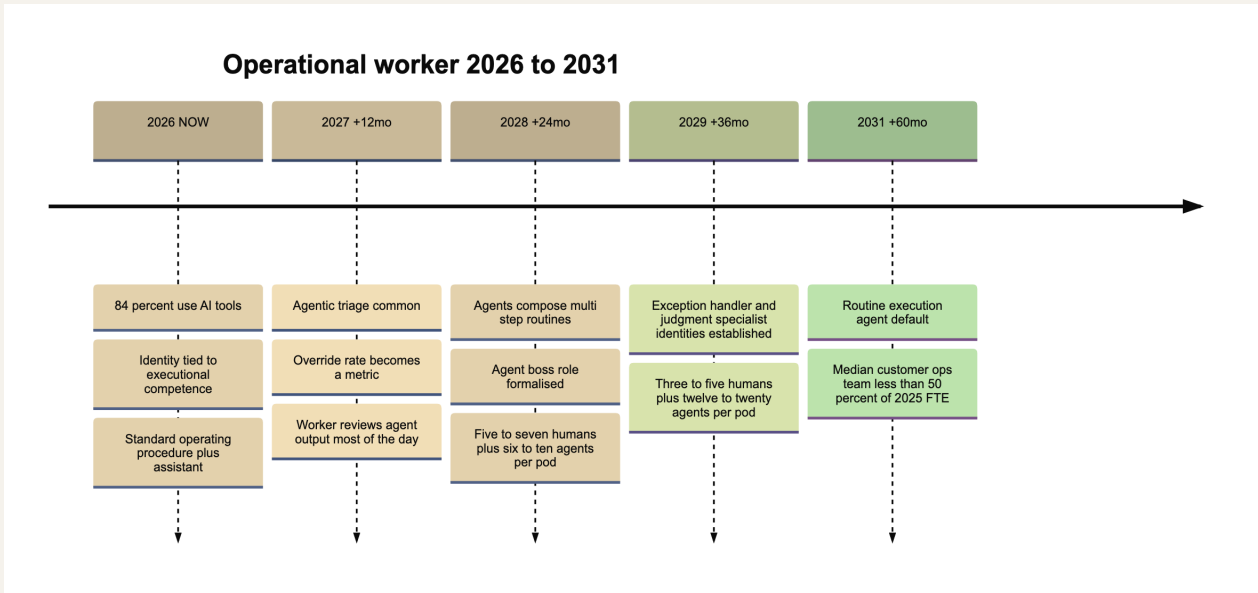 Operational worker 2026 to 2031
2026 NOW
2027 +12mo
2028 +24mo
2029 +36mo
2031 +60mo
84 percent use AI tools
Identity tied to
executional
competence
Standard operating
procedure plus
assistant
Agentic triage common
Override rate becomes
a metric
Worker reviews agent
output most of the day
Agents compose multi
step routines
Agent boss role
formalised
Five to seven humans
plus six to ten agents
per pod
Exception handler and
judgment specialist
identities established
Three to five humans
plus twelve to twenty
agents per pod
Routine execution
agent default
Median customer ops
team less than 50
percent of 2025 FTE